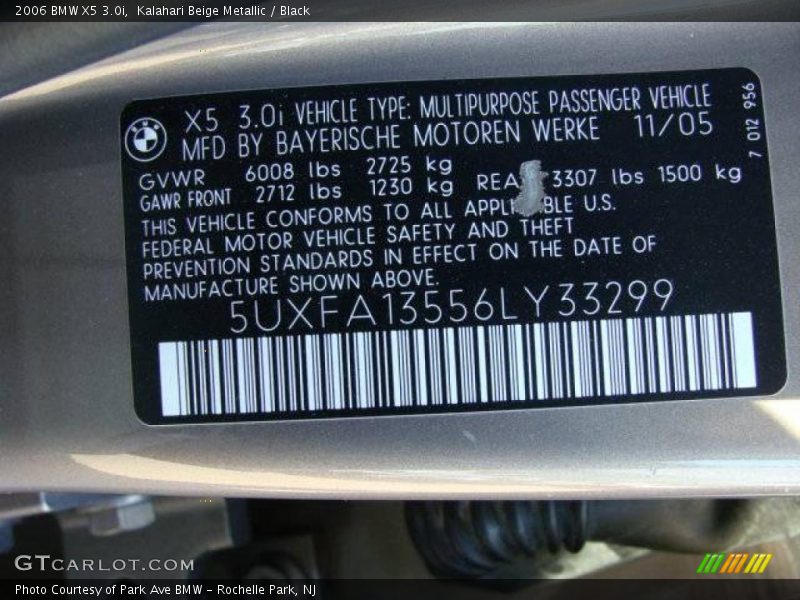 2006 BMW X5 3.0i, Kalahari Beige Metallic / Black
BMW
X5 3.0i VEHICLE TYPE: MULTIPURPOSE PASSENGER VEHICLE
MFD BY BAYERISCHE MOTOREN WERKE 11/05
7 012 956
GVWR 6008 lbs 2725 kg
GAWR FRONT 2712 lbs 1230 kg REA 3307 lbs 1500 kg
THIS VEHICLE CONFORMS TO ALL APPLI BLE U.S.
FEDERAL MOTOR VEHICLE SAFETY AND THEFT
PREVENTION STANDARDS IN EFFECT ON THE DATE OF
MANUFACTURE SHOWN ABOVE.
5UXFA13556LY33299
GTCARLOT.COM
Photo Courtesy of Park Ave BMW - Rochelle Park, NJ